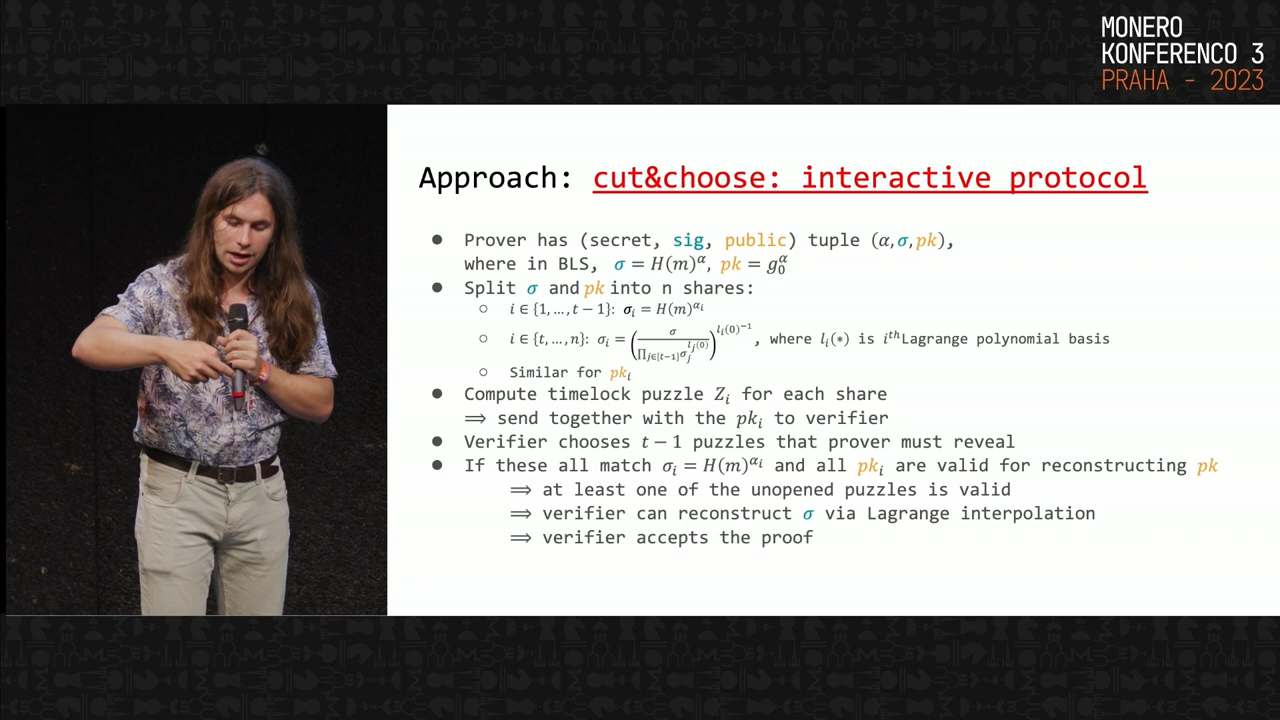 MONERO
KONFERENCO 3
PRAHA - 2023
Approach: cut&choose: interactive protocol
● Prover has (secret, sig, public) tuple (α, σ, pk),
where in BLS, σ = H(m)^α, pk = g_0^α
● Split σ and pk into n shares:
○ i ∈ {1, …, t − 1}: σ_i = H(m)^{α_i}
○ i ∈ {t, …, n}: σ_i = (σ / ∏_{j∈[t−1]} σ_j^{l_j(0)})^{l_i(0)^{−1}}, where l_i(*) is i^{th} Lagrange polynomial basis
○ Similar for pk_i
● Compute timelock puzzle Z_i for each share
⟹ send together with the pk_i to verifier
● Verifier chooses t − 1 puzzles that prover must reveal
● If these all match σ_i = H(m)^{α_i} and all pk_i are valid for reconstructing pk
⟹ at least one of the unopened puzzles is valid
⟹ verifier can reconstruct σ via Lagrange interpolation
⟹ verifier accepts the proof